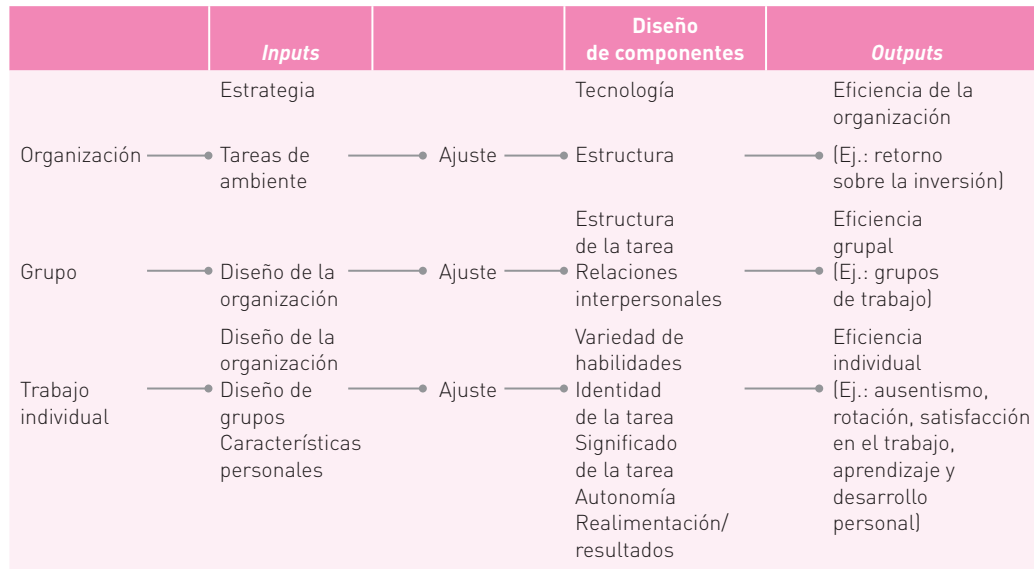 Inputs
Diseño
de componentes
Outputs
Organización
Estrategia
Tareas de
ambiente
Ajuste
Tecnología
Estructura
Eficiencia de la
organización
(Ej.: retorno
sobre la inversión)
Grupo
Diseño de la
organización
Ajuste
Estructura
de la tarea
Relaciones
interpersonales
Eficiencia
grupal
(Ej.: grupos
de trabajo)
Trabajo
individual
Diseño de la
organización
Diseño de
grupos
Características
personales
Ajuste
Variedad de
habilidades
Identidad
de la tarea
Significado
de la tarea
Autonomía
Realimentación/
resultados
Eficiencia
individual
(Ej.: ausentismo,
rotación, satisfacción
en el trabajo,
aprendizaje y
desarrollo
personal)